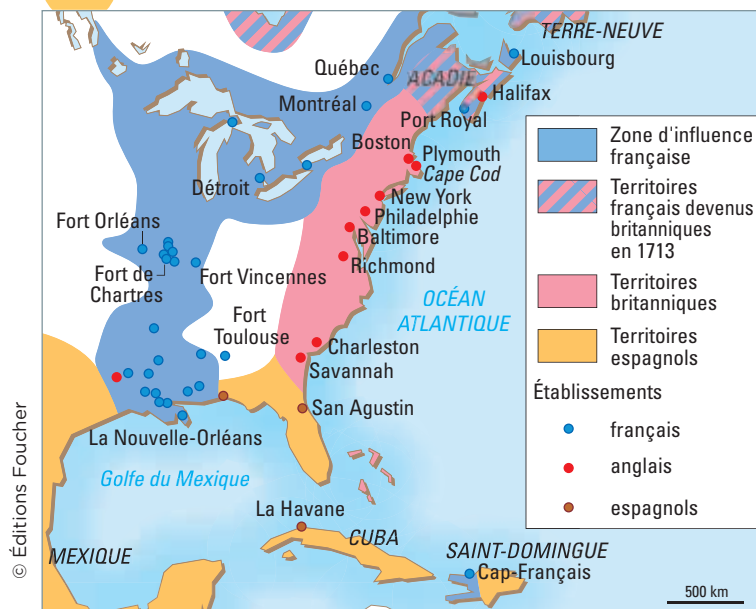 TERRE-NEUVE
Louisbourg
Québec
ACADIE
Halifax
Montréal
Port Royal
Boston
Plymouth
Cape Cod
Détroit
New York
Philadelphie
Baltimore
Richmond
Fort Orléans
Fort de
Chartres
Fort Vincennes
Fort
Toulouse
OCÉAN
ATLANTIQUE
Charleston
Savannah
San Agustin
La Nouvelle-Orléans
Golfe du Mexique
La Havane
CUBA
MEXIQUE
SAINT-DOMINGUE
Cap-Français
Zone d'influence
française
Territoires
français devenus
britanniques
en 1713
Territoires
britanniques
Territoires
espagnols
Établissements
français
anglais
espagnols
500 km
© Éditions Foucher